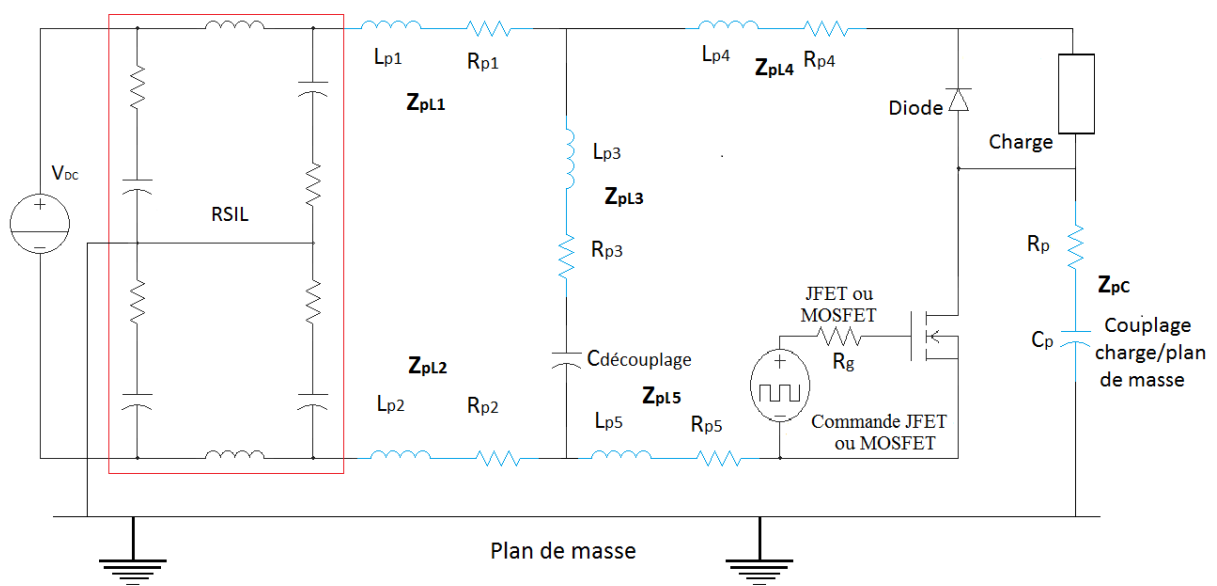 Lp1
Rp1
ZpL1
Lp4
ZpL4
Rp4
Diode
Charge
VDC
RSIL
Lp3
ZpL3
Rp3
Rp
ZpC
JFET ou
MOSFET
Rg
Cp
Couplage
charge/plan
de masse
ZpL2
Cdécouplage
Lp2
Rp2
ZpL5
Lp5
Rp5
Commande JFET
ou MOSFET
Plan de masse